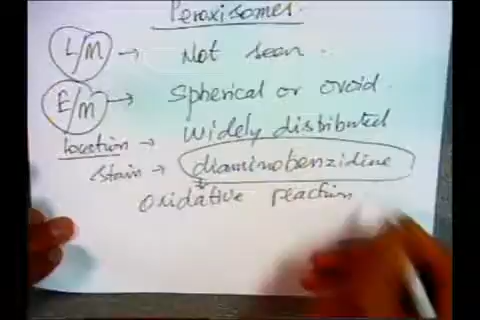 Peroxisomes.
L/M → Not seen.
E/M → Spherical or ovoid.
location → widely distributed
stain → diaminobenzidine
oxidative reaction